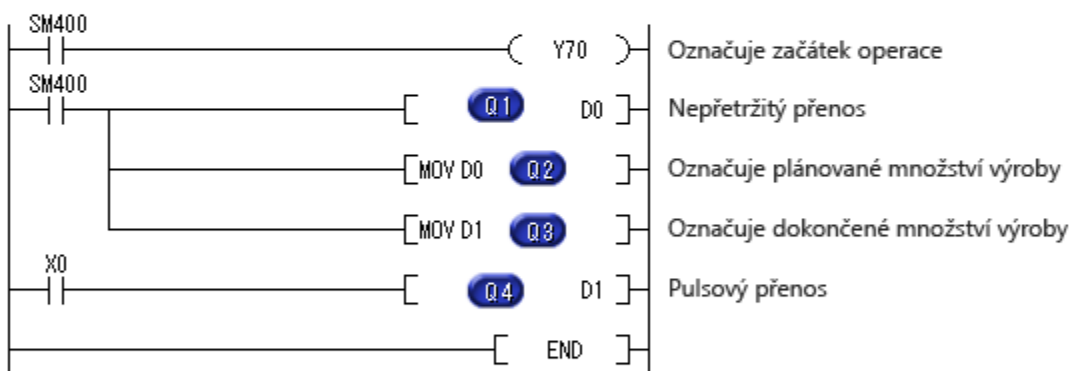 SM400
( Y70 ) Označuje začátek operace
SM400
[ Q1 D0 ] Nepřetržitý přenos
[MOV D0 Q2 ] Označuje plánované množství výroby
[MOV D1 Q3 ] Označuje dokončené množství výroby
X0
[ Q4 D1 ] Pulsový přenos
[ END ]